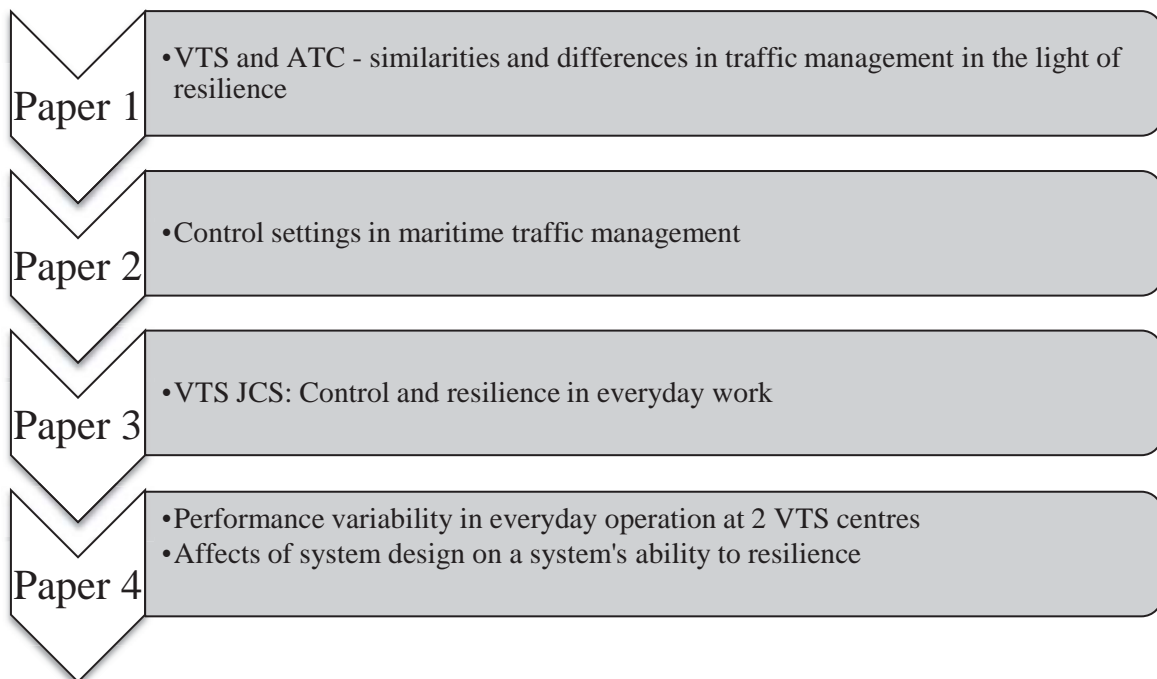 Paper 1
•VTS and ATC - similarities and differences in traffic management in the light of
resilience
Paper 2
•Control settings in maritime traffic management
Paper 3
•VTS JCS: Control and resilience in everyday work
Paper 4
•Performance variability in everyday operation at 2 VTS centres
•Affects of system design on a system's ability to resilience